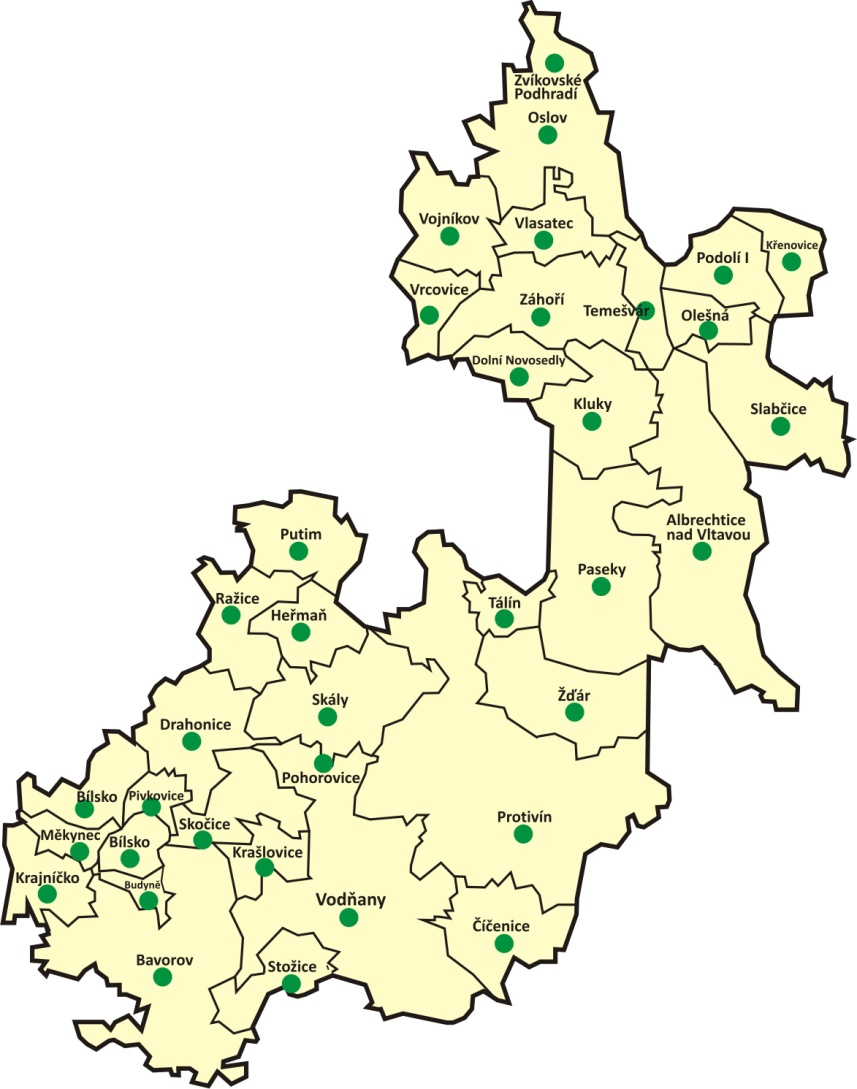 Zvíkovské
Podhradí
Oslov
Vojníkov
Vlasatec
Podolí I
Křenovice
Vrcovice
Záhoří
Temešvár
Olešná
Dolní Novosedly
Kluky
Slabčice
Albrechtice
nad Vltavou
Putim
Paseky
Ražice
Heřmaň
Tálín
Skály
Žďár
Drahonice
Pohorovice
Bílsko
Pivkovice
Skočice
Protivín
Měkynec
Bílsko
Krašlovice
Krajníčko
Budyně
Vodňany
Číčenice
Bavorov
Stožice